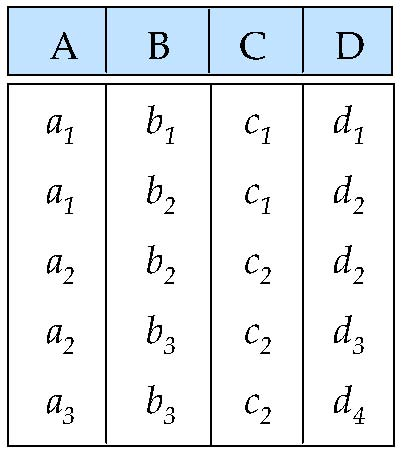 A B C D
a1 b1 c1 d1
a1 b2 c1 d2
a2 b2 c2 d2
a2 b3 c2 d3
a3 b3 c2 d4